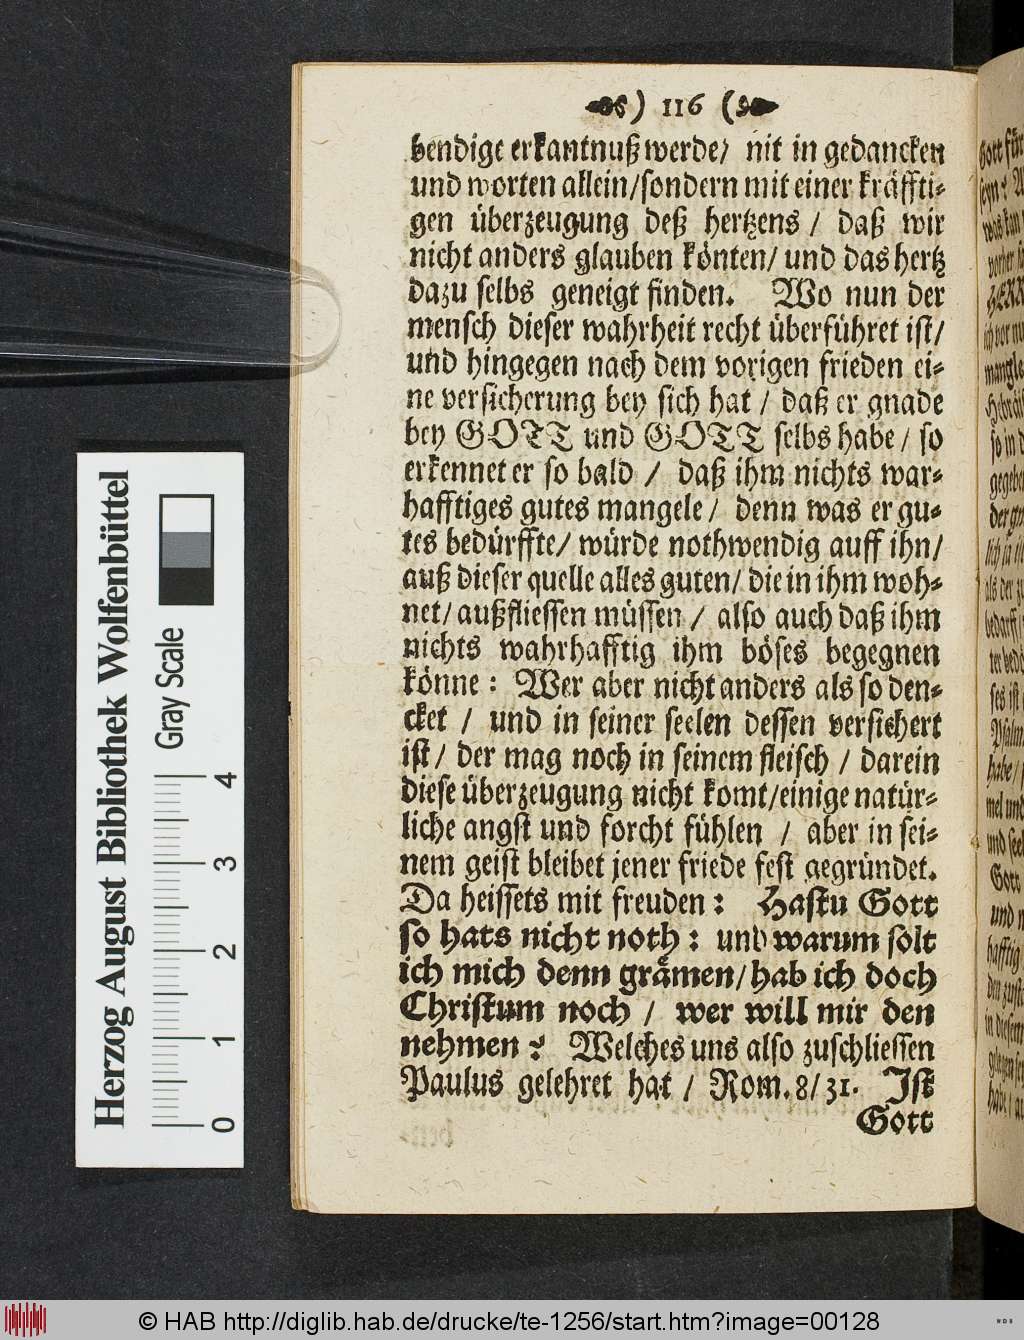 ) 116 (
bendige erkantnuß werde/ nit in gedancken
und worten allein/sondern mit einer kräffti-
gen überzeugung deß hertzens / daß wir
nicht anders glauben könten/ und das hertz
dazu selbs geneigt finden. Wo nun der
mensch dieser wahrheit recht überführet ist/
und hingegen nach dem vorigen frieden ei-
ne versicherung bey sich hat / daß er gnade
bey GOTT und GOTT selbs habe / so
erkennet er so bald / daß ihm nichts war-
hafftiges gutes mangele / denn was er gu-
tes bedürffte/ würde nothwendig auff ihn/
auß dieser quelle alles guten/ die in ihm woh-
net/ außfliessen müssen / also auch daß ihm
nichts wahrhafftig ihm böses begegnen
könne : Wer aber nicht anders als so den-
cket / und in seiner seelen dessen versichert
ist / der mag noch in seinem fleisch / darein
diese überzeugung nicht komt/einige natür-
liche angst und forcht fühlen / aber in sei-
nem geist bleibet jener friede fest gegründet.
Da heissets mit freuden : Hastu Gott
so hats nicht noth : und warum solt
ich mich denn grämen/ hab ich doch
Christum noch / wer will mir den
nehmen ? Welches uns also zuschliessen
Paulus gelehret hat / Rom. 8/ 31. Ist
Gott
Herzog August Bibliothek Wolfenbüttel
Gray Scale
0 1 2 3 4
© HAB http://diglib.hab.de/drucke/te-1256/start.htm?image=00128